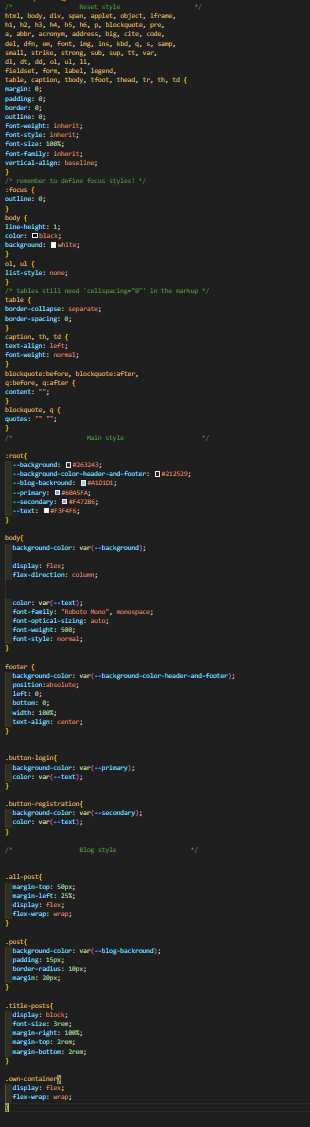 /*                Reset style                  */
html, body, div, span, applet, object, iframe,
h1, h2, h3, h4, h5, h6, p, blockquote, pre,
a, abbr, acronym, address, big, cite, code,
del, dfn, em, font, img, ins, kbd, q, s, samp,
small, strike, strong, sub, sup, tt, var,
dl, dt, dd, ol, ul, li,
fieldset, form, label, legend,
table, caption, tbody, tfoot, thead, tr, th, td {
margin: 0;
padding: 0;
border: 0;
outline: 0;
font-weight: inherit;
font-style: inherit;
font-size: 100%;
font-family: inherit;
vertical-align: baseline;
}
/* remember to define focus styles! */
:focus {
outline: 0;
}
body {
line-height: 1;
color: black;
background: white;
}
ol, ul {
list-style: none;
}
/* tables still need 'cellspacing="0"' in the markup */
table {
border-collapse: separate;
border-spacing: 0;
}
caption, th, td {
text-align: left;
font-weight: normal;
}
blockquote:before, blockquote:after,
q:before, q:after {
content: "";
}
blockquote, q {
quotes: "" "";
}
/*                  Main style                   */
:root{
--background: #263243;
--background-color-header-and-footer: #212529;
--blog-backround: #A1D1D1;
--primary: #60A5FA;
--secondary: #F472B6;
--text: #F3F4F6;
}
body{
background-color: var(--background);
display: flex;
flex-direction: column;
color: var(--text);
font-family: "Roboto Mono", monospace;
font-optical-sizing: auto;
font-weight: 500;
font-style: normal;
}
footer {
background-color: var(--background-color-header-and-footer);
position:absolute;
left: 0;
bottom: 0;
width: 100%;
text-align: center;
}
.button-login{
background-color: var(--primary);
color: var(--text);
}
.button-registration{
background-color: var(--secondary);
color: var(--text);
}
/*                Blog style                  */
.all-post{
margin-top: 50px;
margin-left: 25%;
display: flex;
flex-wrap: wrap;
}
.post{
background-color: var(--blog-backround);
padding: 15px;
border-radius: 10px;
margin: 20px;
}
.title-posts{
display: block;
font-size: 3rem;
margin-right: 100%;
margin-top: 2rem;
margin-bottom: 2rem;
}
.own-container{
display: flex;
flex-wrap: wrap;
}